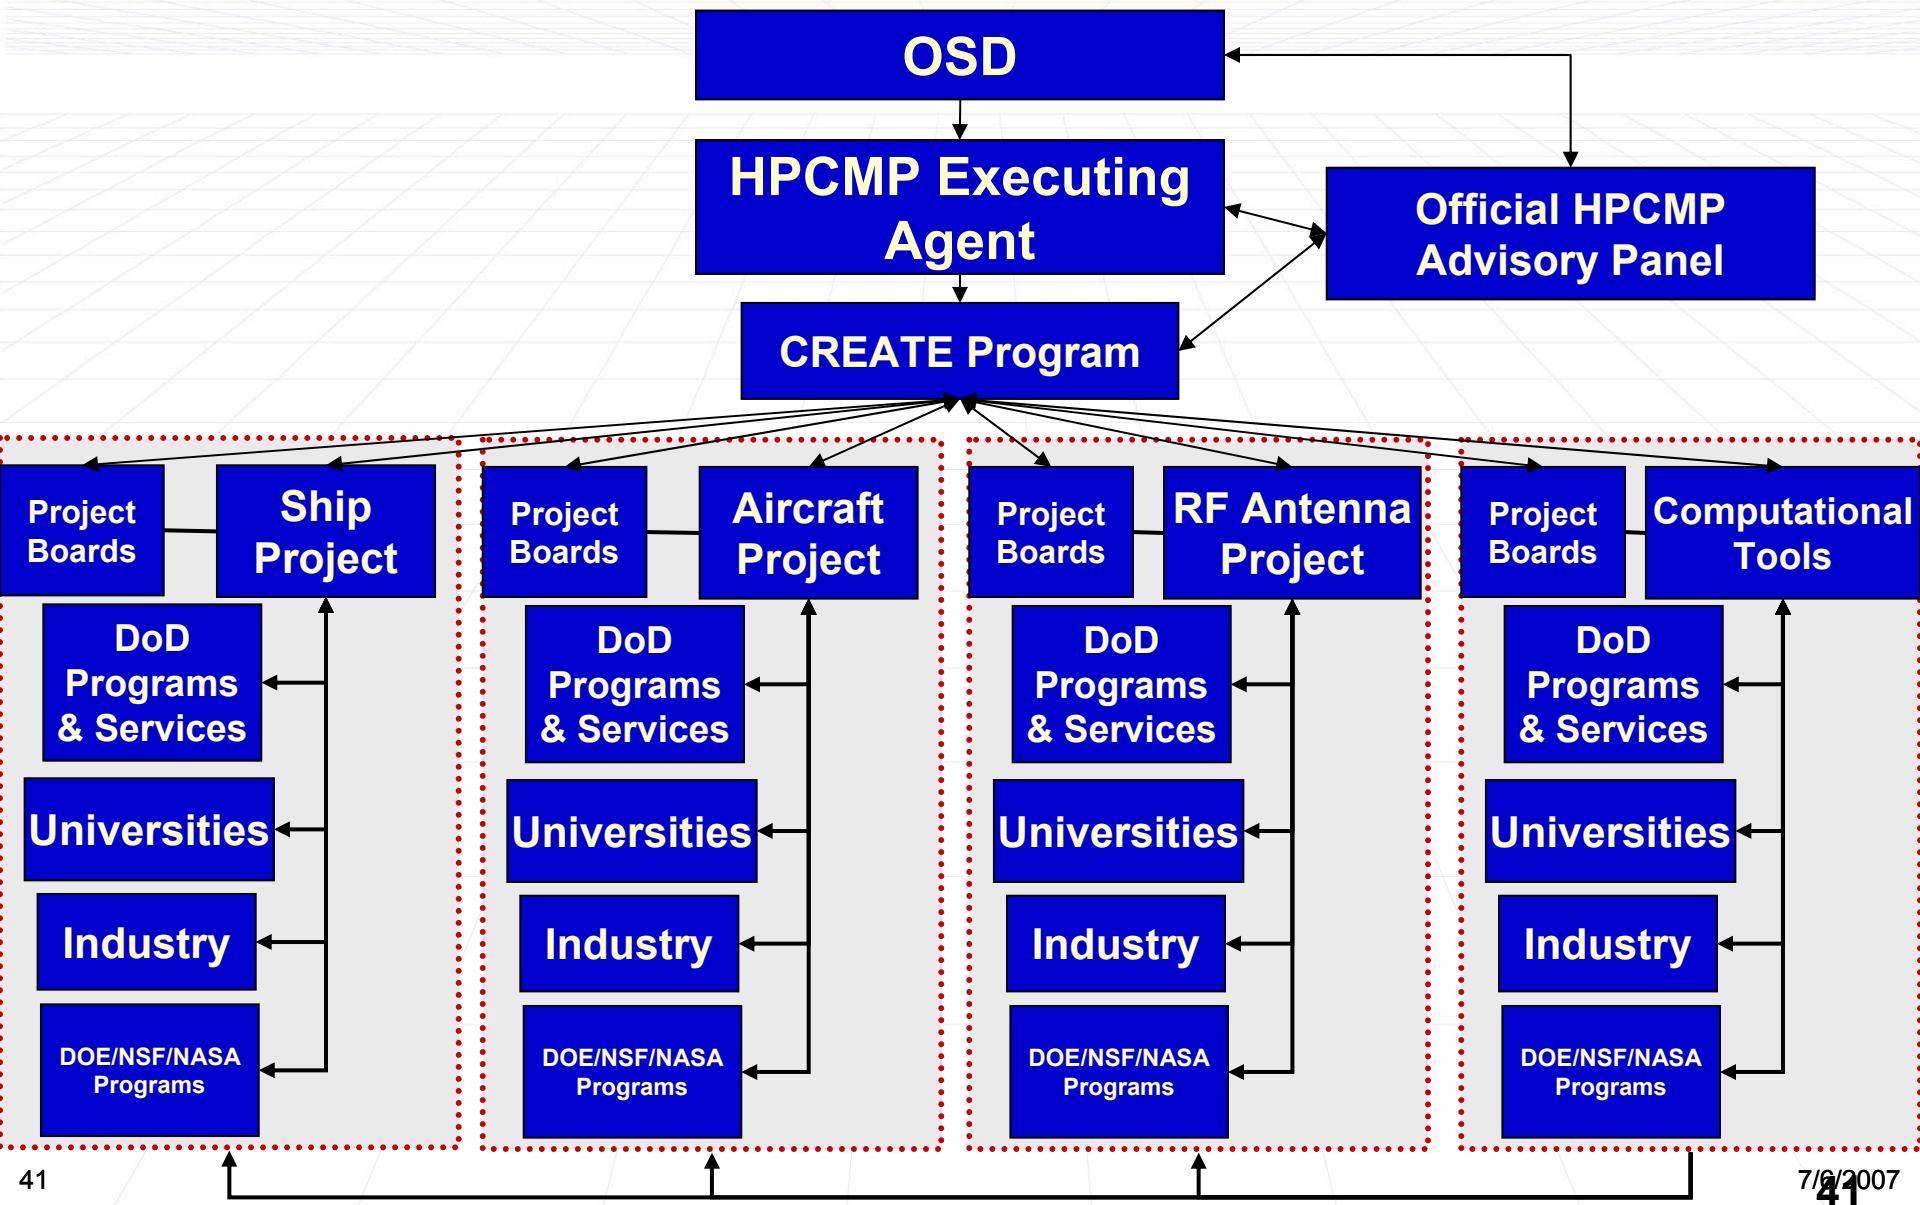 OSD
HPCMP Executing
Agent
Official HPCMP
Advisory Panel
CREATE Program
Project
Boards
Ship
Project
DoD
Programs
& Services
Universities
Industry
DOE/NSF/NASA
Programs
Project
Boards
Aircraft
Project
DoD
Programs
& Services
Universities
Industry
DOE/NSF/NASA
Programs
Project
Boards
RF Antenna
Project
DoD
Programs
& Services
Universities
Industry
DOE/NSF/NASA
Programs
Project
Boards
Computational
Tools
DoD
Programs
& Services
Universities
Industry
DOE/NSF/NASA
Programs
41
7/6/2007
41